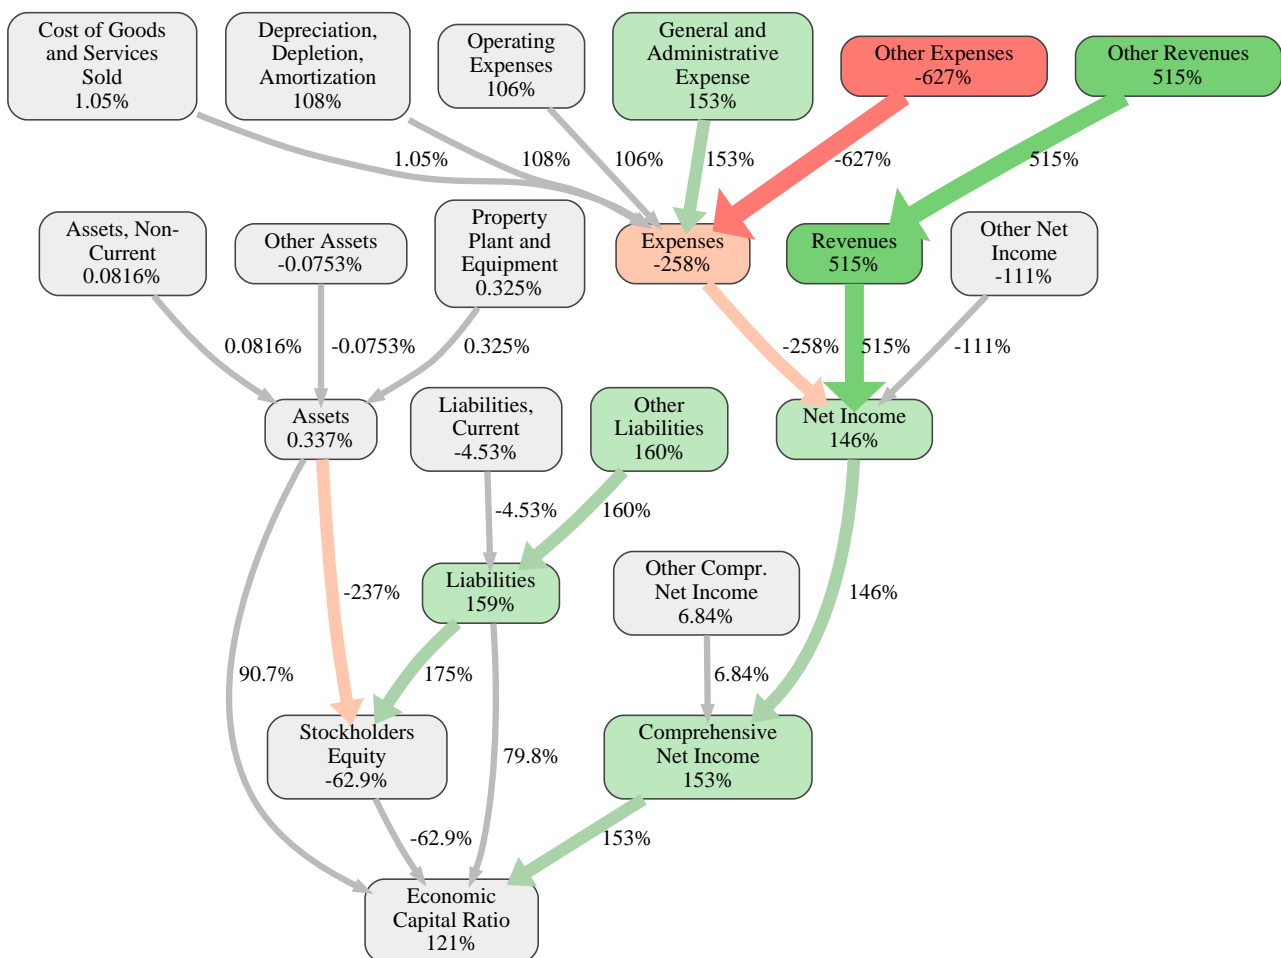 Cost of Goods
and Services
Sold
1.05%
Depreciation,
Depletion,
Amortization
108%
Operating
Expenses
106%
General and
Administrative
Expense
153%
Other Expenses
-627%
Other Revenues
515%
1.05%
108%
106%
153%
-627%
515%
Assets, Non-
Current
0.0816%
Other Assets
-0.0753%
Property
Plant and
Equipment
0.325%
Expenses
-258%
Revenues
515%
Other Net
Income
-111%
0.0816%
-0.0753%
0.325%
-258%
515%
-111%
Assets
0.337%
Liabilities,
Current
-4.53%
Other
Liabilities
160%
Net Income
146%
-4.53%
160%
Liabilities
159%
-237%
Other Compr.
Net Income
6.84%
146%
90.7%
175%
6.84%
Stockholders
Equity
-62.9%
79.8%
Comprehensive
Net Income
153%
-62.9%
153%
Economic
Capital Ratio
121%